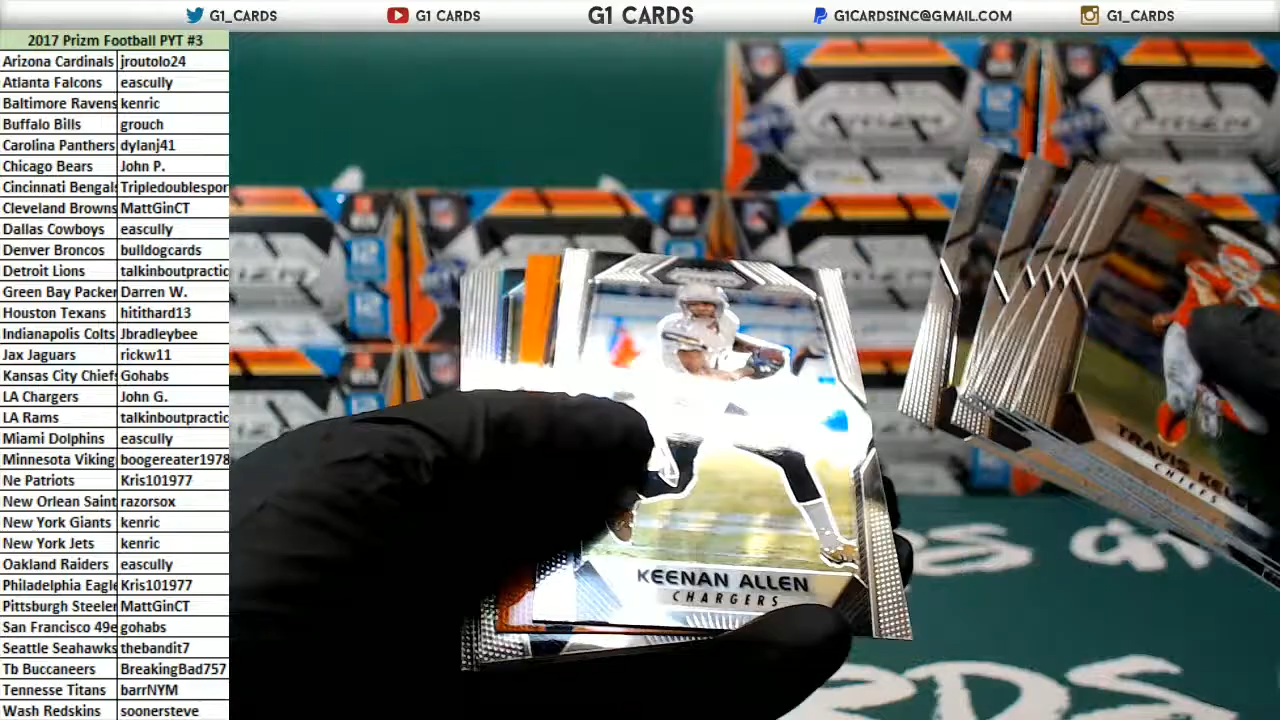 G1_CARDS G1 CARDS G1 CARDS G1CARDSINC@GMAIL.COM G1_CARDS
2017 Prizm Football PYT #3
Arizona Cardinals jroutolo24
Atlanta Falcons eascully
Baltimore Ravens kenric
Buffalo Bills grouch
Carolina Panthers dylanj41
Chicago Bears John P.
Cincinnati Bengals Tripledoublespor
Cleveland Browns MattGinCT
Dallas Cowboys eascully
Denver Broncos bulldogcards
Detroit Lions talkinboutpractic
Green Bay Packer Darren W.
Houston Texans hitithard13
Indianapolis Colts Jbradleybee
Jax Jaguars rickw11
Kansas City Chiefs Gohabs
LA Chargers John G.
LA Rams talkinboutpractic
Miami Dolphins eascully
Minnesota Viking boogereater1978
Ne Patriots Kris101977
New Orlean Saint razorsox
New York Giants kenric
New York Jets kenric
Oakland Raiders eascully
Philadelphia Eagle Kris101977
Pittsburgh Steeler MattGinCT
San Francisco 49e gohabs
Seattle Seahawks thebandit7
Tb Buccaneers BreakingBad757
Tennesse Titans barrNYM
Wash Redskins soonersteve
PRIZM
12
12
12
KEENAN ALLEN
CHARGERS
TRAVIS KELC
CHIEFS